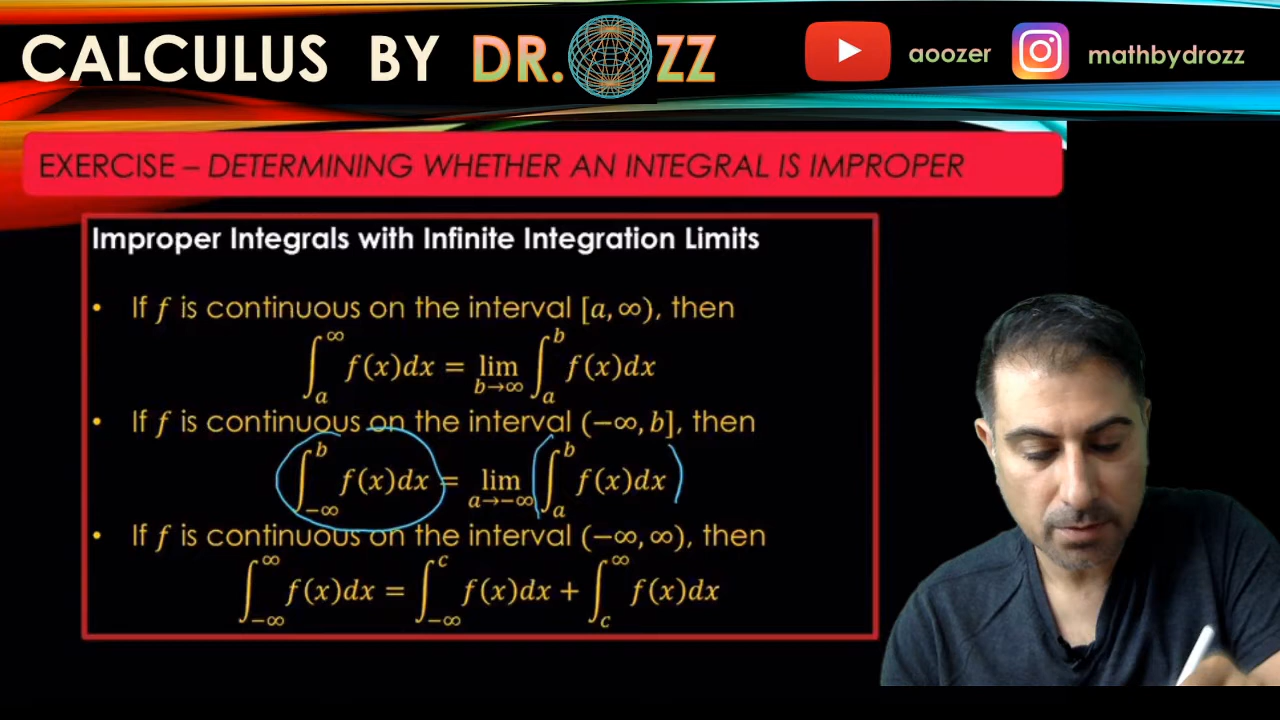 CALCULUS BY DR. ZZ
aoozer
mathbydrozz
EXERCISE – DETERMINING WHETHER AN INTEGRAL IS IMPROPER
Improper Integrals with Infinite Integration Limits
• If f is continuous on the interval [a, ∞), then
∫_a^∞ f(x)dx = lim_{b→∞} ∫_a^b f(x)dx
• If f is continuous on the interval (−∞, b], then
∫_{−∞}^b f(x)dx = lim_{a→−∞} (∫_a^b f(x)dx)
• If f is continuous on the interval (−∞, ∞), then
∫_{−∞}^∞ f(x)dx = ∫_{−∞}^c f(x)dx + ∫_c^∞ f(x)dx